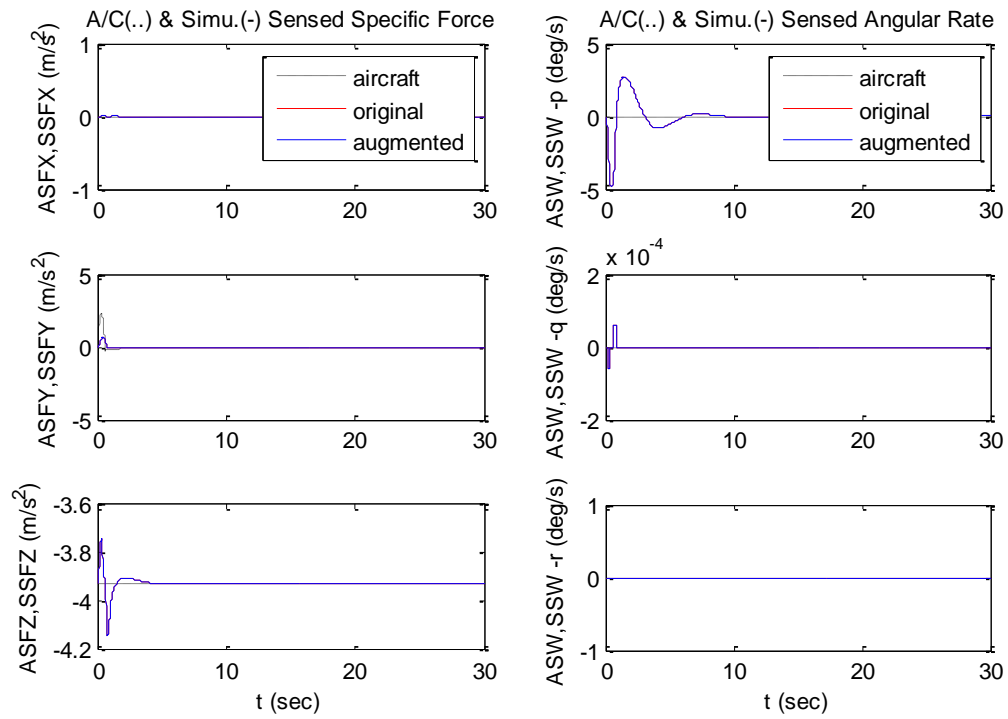 A/C(..) & Simu.(-) Sensed Specific Force
ASFX,SSFX (m/s²)
1
0
-1
0
10
20
30
aircraft
original
augmented
A/C(..) & Simu.(-) Sensed Angular Rate
ASW,SSW -p (deg/s)
5
0
-5
0
10
20
30
aircraft
original
augmented
ASFY,SSFY (m/s²)
5
0
-5
0
10
20
30
ASW,SSW -q (deg/s)
x 10⁻⁴
2
0
-2
0
10
20
30
ASFZ,SSFZ (m/s²)
-3.6
-3.8
-4
-4.2
0
10
20
30
t (sec)
ASW,SSW -r (deg/s)
1
0
-1
0
10
20
30
t (sec)